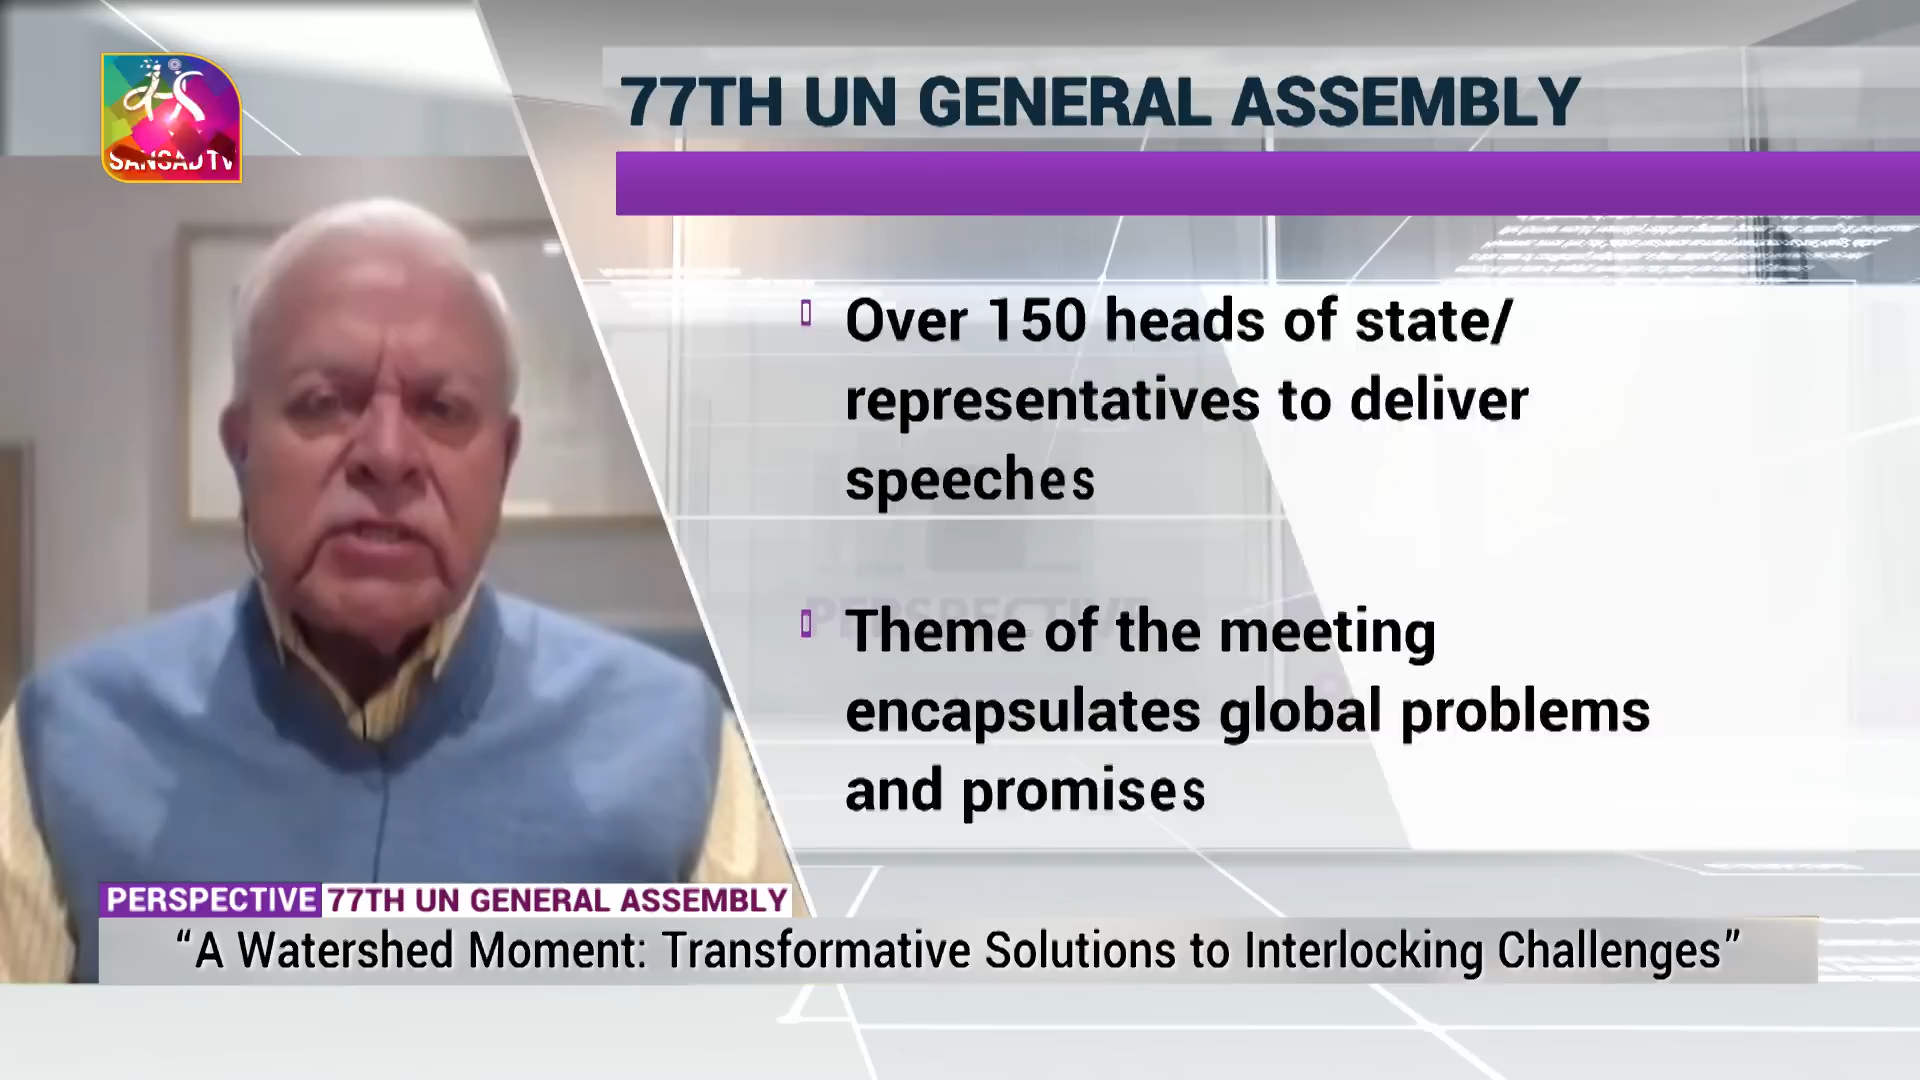 SANSAD TV
77TH UN GENERAL ASSEMBLY
Over 150 heads of state/
representatives to deliver
speeches
PERSPECTIVE
Theme of the meeting
encapsulates global problems
and promises
PERSPECTIVE 77TH UN GENERAL ASSEMBLY
“A Watershed Moment: Transformative Solutions to Interlocking Challenges”